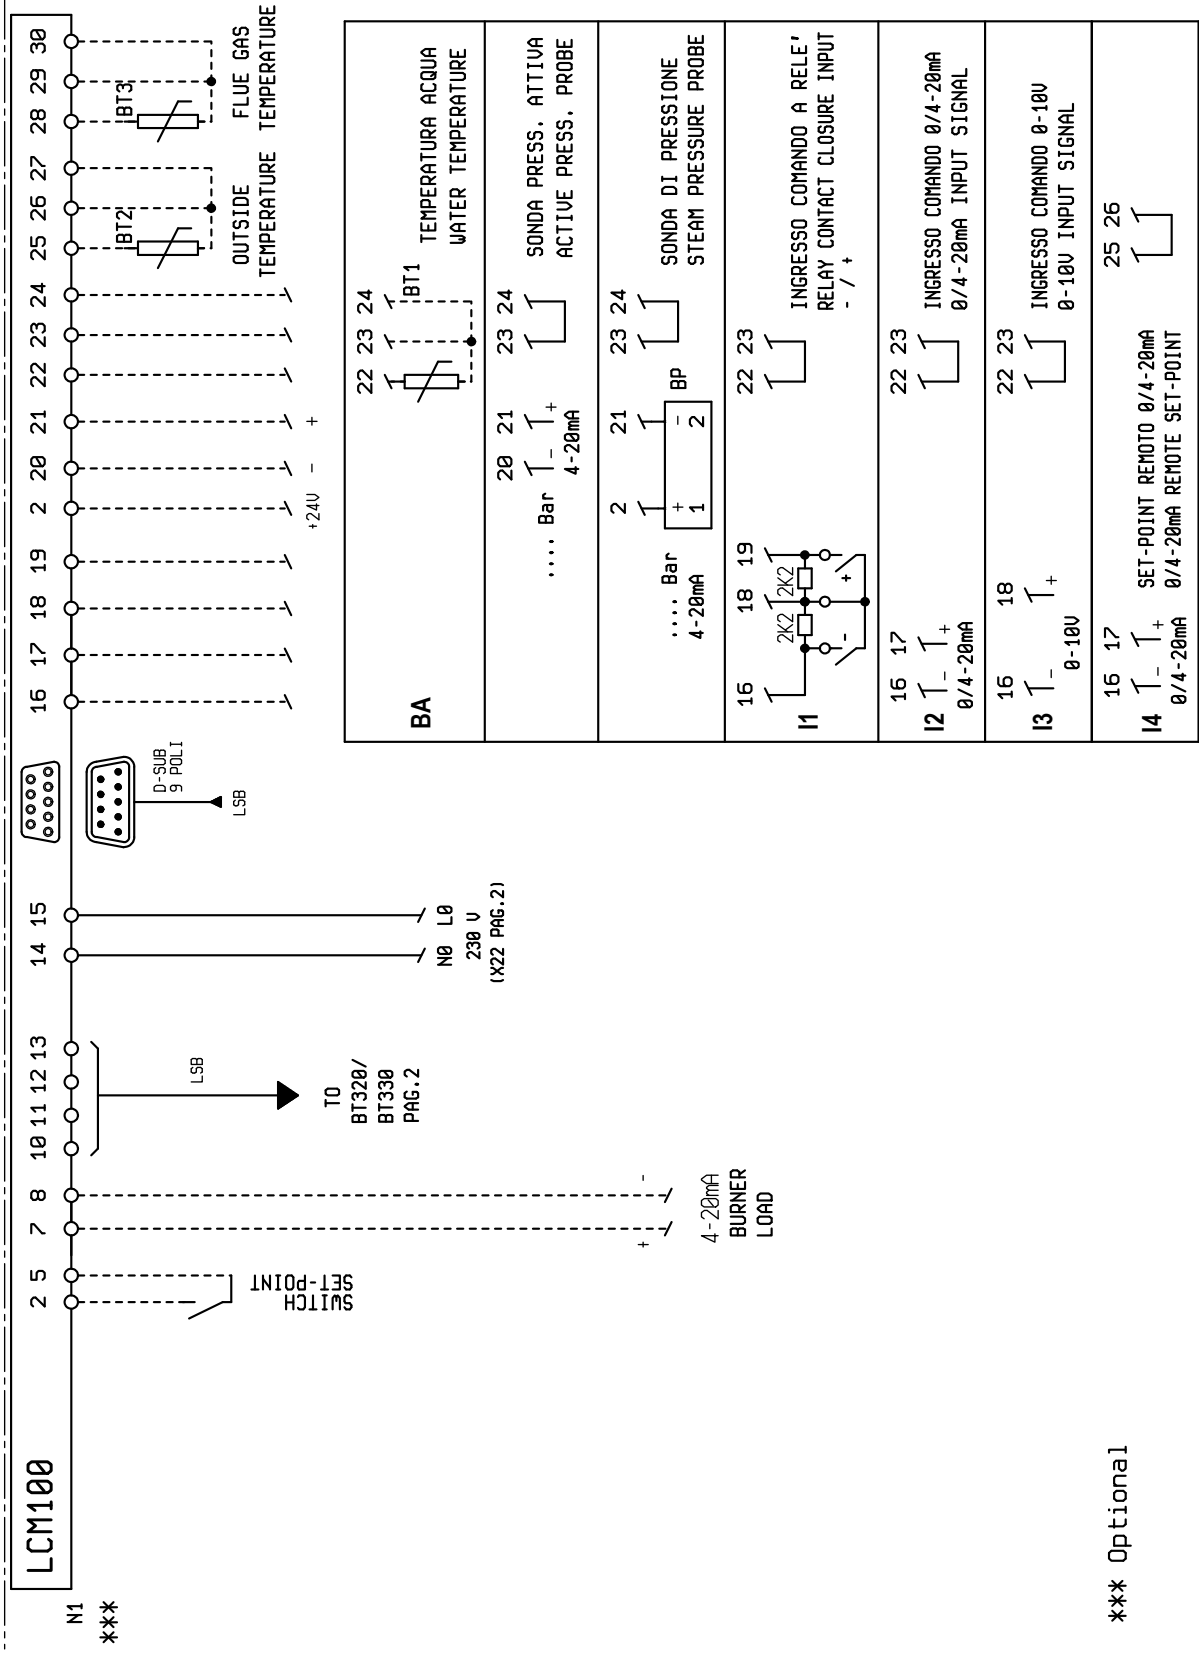 LCM100
2 5 7 8 10 11 12 13 14 15 16 17 18 19 2 20 21 22 23 24 25 26 27 28 29 30
N1
***
SWITCH
SET-POINT
+ -
4-20mA
BURNER
LOAD
LSB
TO
BT320/
BT330
PAG.2
N0 L0
230 V
(X22 PAG.2)
D-SUB
9 POLI
LSB
+24V - +
BT2
OUTSIDE
TEMPERATURE
BT3
FLUE GAS
TEMPERATURE
BA
22 23 24
BT1
TEMPERATURA ACQUA
WATER TEMPERATURE
.... Bar
20 21 23 24
- +
4-20mA
SONDA PRESS. ATTIVA
ACTIVE PRESS. PROBE
.... Bar
4-20mA
2 21 23 24
+ -
1 2
BP
SONDA DI PRESSIONE
STEAM PRESSURE PROBE
I1
16 18 19 22 23
2K2 2K2
- +
INGRESSO COMANDO A RELE'
RELAY CONTACT CLOSURE INPUT
- / +
I2
16 17 22 23
- +
0/4-20mA
INGRESSO COMANDO 0/4-20mA
0/4-20mA INPUT SIGNAL
I3
16 18 22 23
- +
0-10V
INGRESSO COMANDO 0-10V
0-10V INPUT SIGNAL
I4
16 17 25 26
- +
0/4-20mA
SET-POINT REMOTO 0/4-20mA
0/4-20mA REMOTE SET-POINT
*** Optional